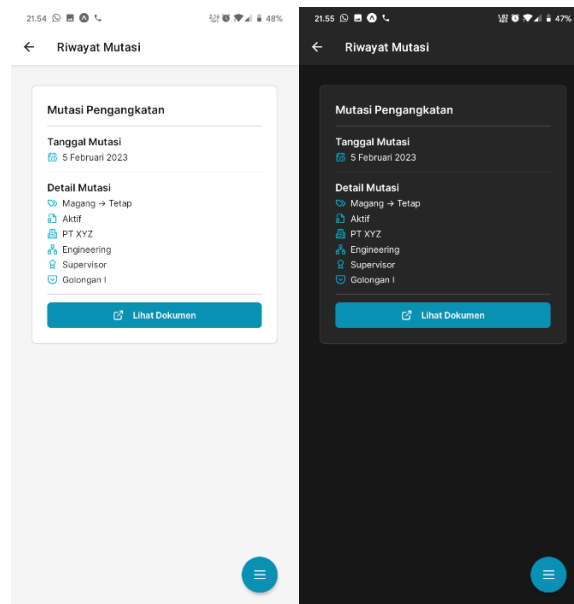 21.54
48%
Riwayat Mutasi
Mutasi Pengangkatan
Tanggal Mutasi
5 Februari 2023
Detail Mutasi
Magang → Tetap
Aktif
PT XYZ
Engineering
Supervisor
Golongan I
Lihat Dokumen
21.55
47%
Riwayat Mutasi
Mutasi Pengangkatan
Tanggal Mutasi
5 Februari 2023
Detail Mutasi
Magang → Tetap
Aktif
PT XYZ
Engineering
Supervisor
Golongan I
Lihat Dokumen